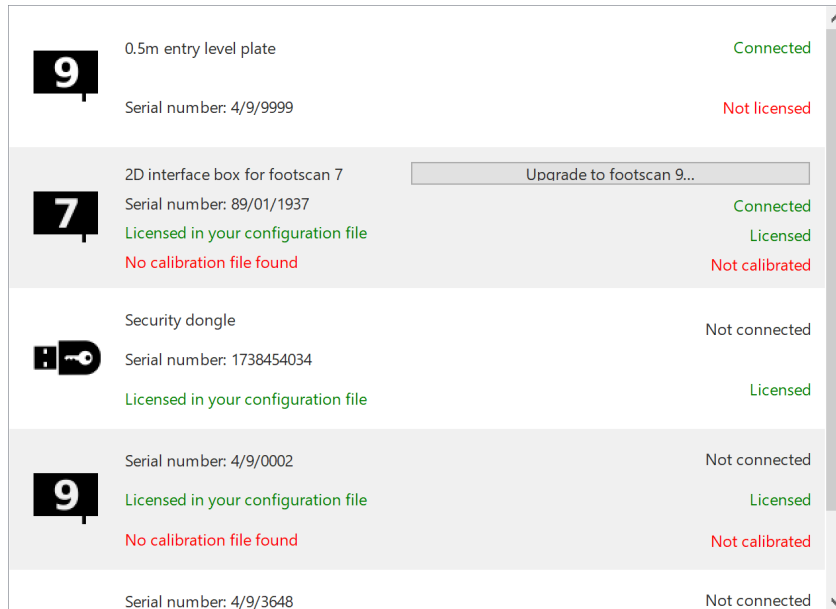 9
0.5m entry level plate
Connected
Serial number: 4/9/9999
Not licensed
7
2D interface box for footscan 7
Upgrade to footscan 9...
Serial number: 89/01/1937
Connected
Licensed in your configuration file
Licensed
No calibration file found
Not calibrated
Security dongle
Not connected
Serial number: 1738454034
Licensed in your configuration file
Licensed
9
Serial number: 4/9/0002
Not connected
Licensed in your configuration file
Licensed
No calibration file found
Not calibrated
Serial number: 4/9/3648
Not connected